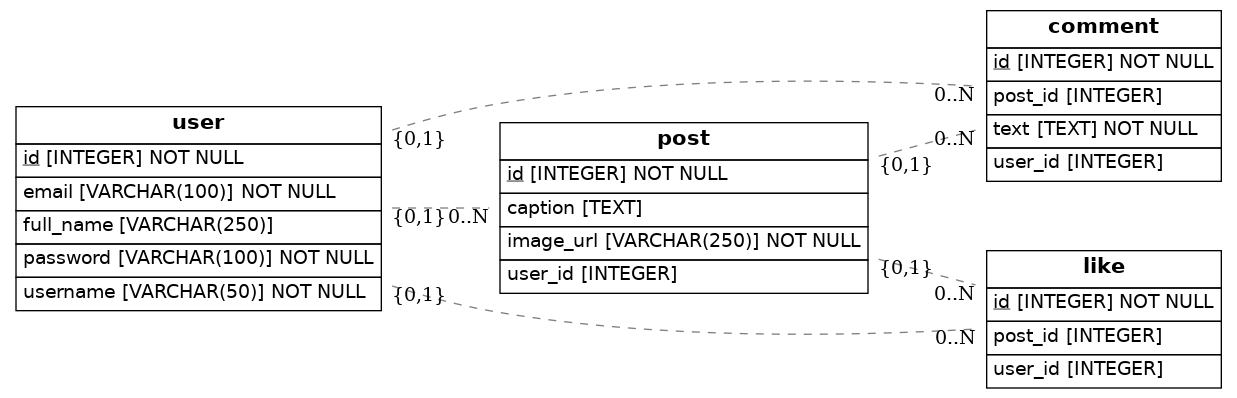 user
id [INTEGER] NOT NULL
email [VARCHAR(100)] NOT NULL
full_name [VARCHAR(250)]
password [VARCHAR(100)] NOT NULL
username [VARCHAR(50)] NOT NULL
{0,1}
{0,1}
0..N
{0,1}
post
id [INTEGER] NOT NULL
caption [TEXT]
image_url [VARCHAR(250)] NOT NULL
user_id [INTEGER]
{0,1}
{0,1}
0..N
0..N
0..N
0..N
comment
id [INTEGER] NOT NULL
post_id [INTEGER]
text [TEXT] NOT NULL
user_id [INTEGER]
like
id [INTEGER] NOT NULL
post_id [INTEGER]
user_id [INTEGER]